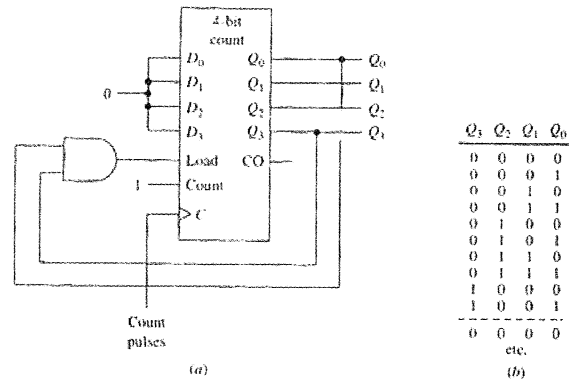 4-bit
count
D0 Q0 Q0
D1 Q1 Q1
0
D2 Q2 Q2
D3 Q3 Q3
Load CO
1 Count
C
Count
pulses
(a)
Q3 Q2 Q1 Q0
0 0 0 0
0 0 0 1
0 0 1 0
0 0 1 1
0 1 0 0
0 1 0 1
0 1 1 0
0 1 1 1
1 0 0 0
1 0 0 1
0 0 0 0
etc.
(b)